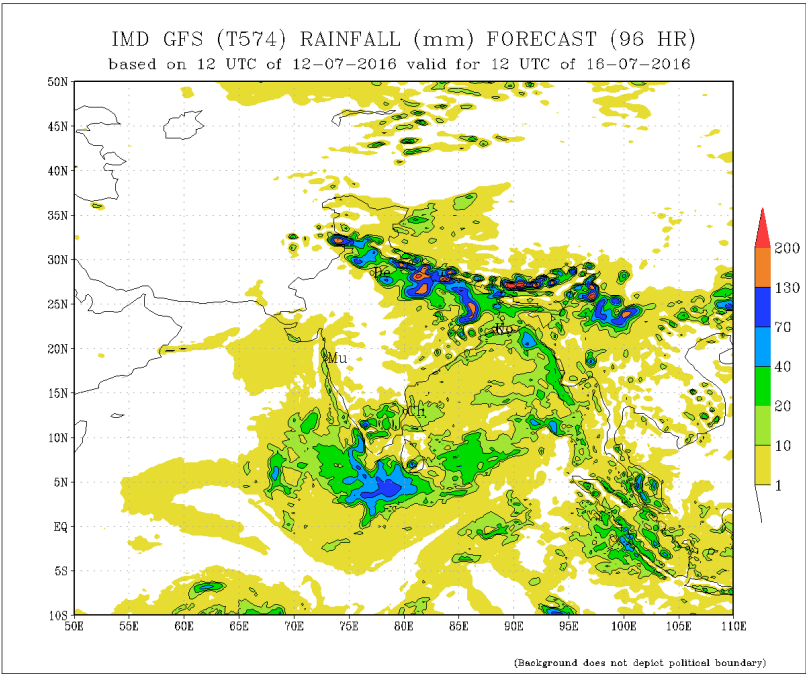 IMD GFS (T574) RAINFALL (mm) FORECAST (96 HR)
based on 12 UTC of 12-07-2016 valid for 12 UTC of 16-07-2016
50N
45N
40N
35N
30N
25N
20N
15N
10N
5N
EQ
5S
10S
De
Ko
Mu
Ch
200
130
70
40
20
10
1
50E 55E 60E 65E 70E 75E 80E 85E 90E 95E 100E 105E 110E
(Background does not depict political boundary)